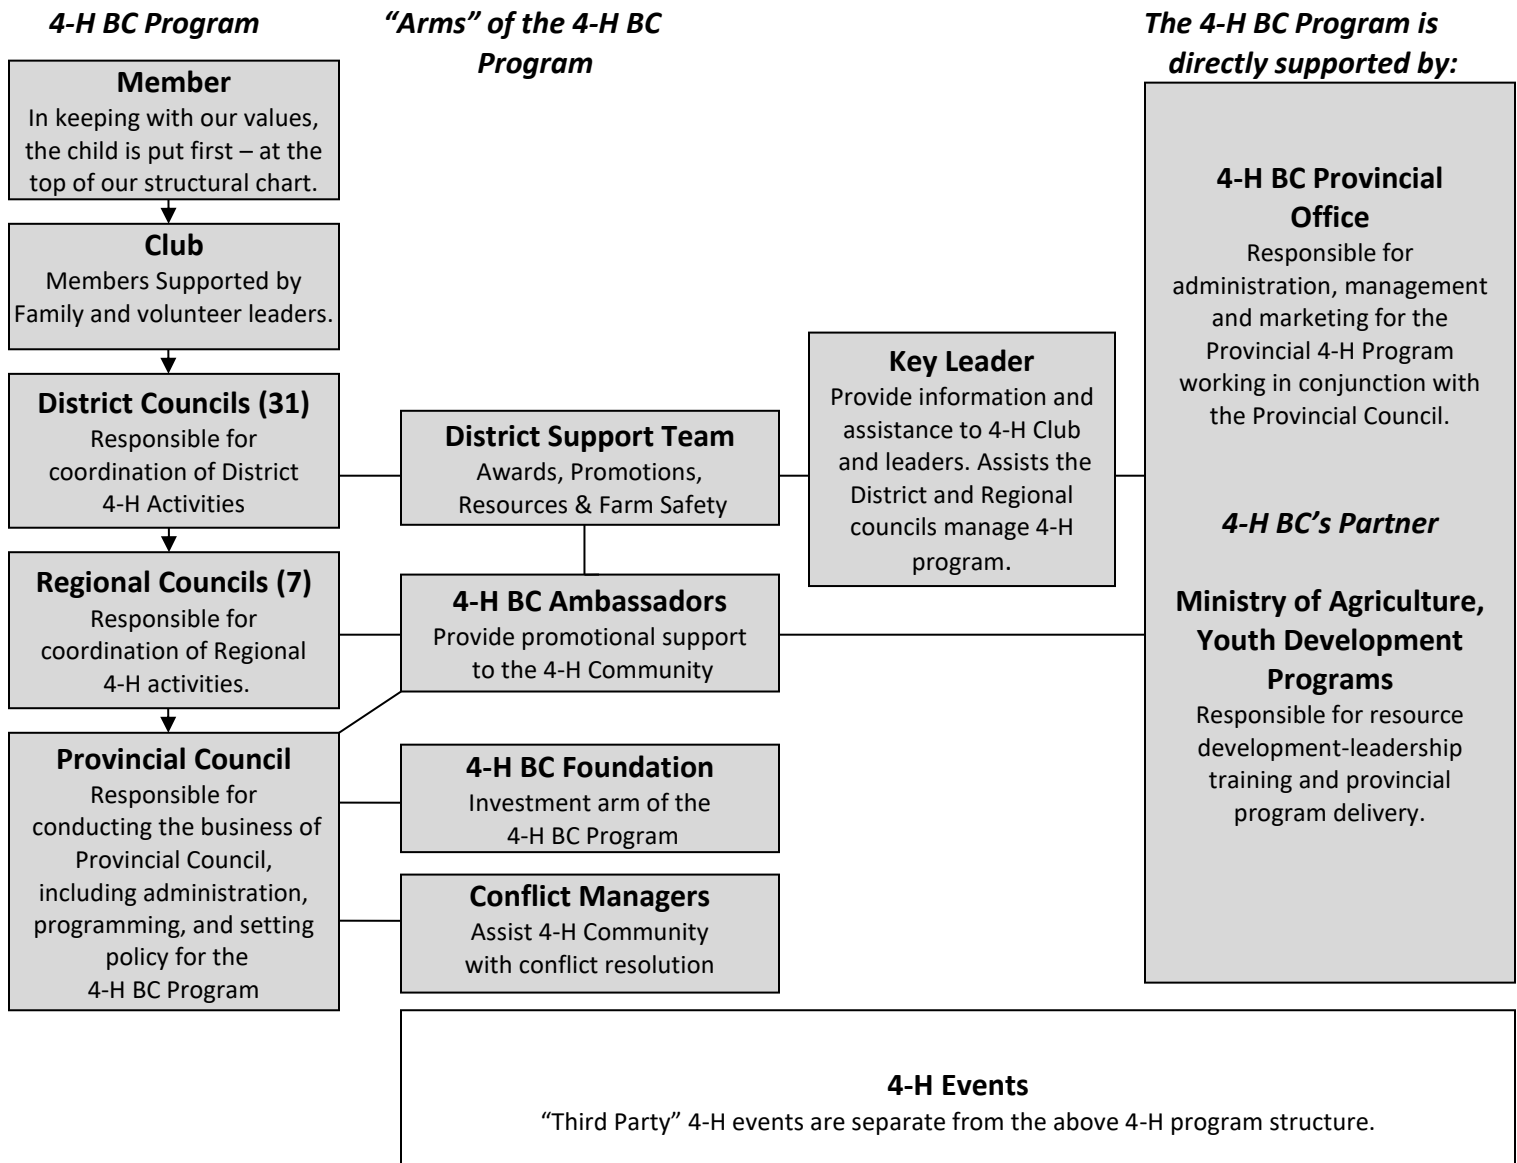 4-H BC Program
Member
In keeping with our values,
the child is put first – at the
top of our structural chart.
Club
Members Supported by
Family and volunteer leaders.
District Councils (31)
Responsible for
coordination of District
4-H Activities
Regional Councils (7)
Responsible for
coordination of Regional
4-H activities.
Provincial Council
Responsible for
conducting the business of
Provincial Council,
including administration,
programming, and setting
policy for the
4-H BC Program
“Arms” of the 4-H BC
Program
District Support Team
Awards, Promotions,
Resources & Farm Safety
4-H BC Ambassadors
Provide promotional support
to the 4-H Community
4-H BC Foundation
Investment arm of the
4-H BC Program
Conflict Managers
Assist 4-H Community
with conflict resolution
Key Leader
Provide information and
assistance to 4-H Club
and leaders. Assists the
District and Regional
councils manage 4-H
program.
The 4-H BC Program is
directly supported by:
4-H BC Provincial
Office
Responsible for
administration, management
and marketing for the
Provincial 4-H Program
working in conjunction with
the Provincial Council.
4-H BC’s Partner
Ministry of Agriculture,
Youth Development
Programs
Responsible for resource
development-leadership
training and provincial
program delivery.
4-H Events
“Third Party” 4-H events are separate from the above 4-H program structure.